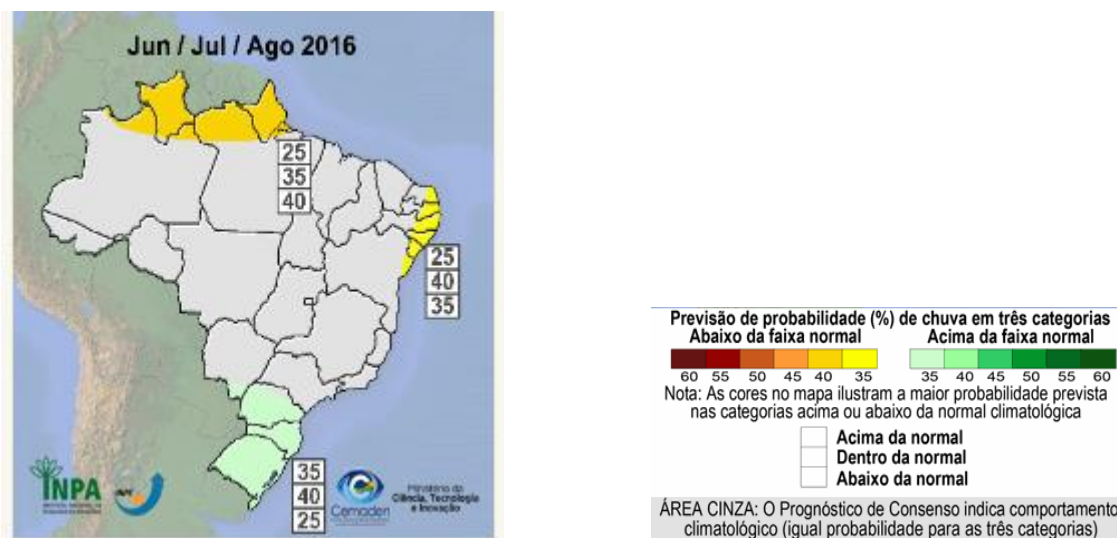 Jun / Jul / Ago 2016
25
35
40
25
40
35
35
40
25
INPA
Cemaden
Ministério da
Ciência, Tecnologia
e Inovação
Previsão de probabilidade (%) de chuva em três categorias
Abaixo da faixa normal Acima da faixa normal
60 55 50 45 40 35 35 40 45 50 55 60
Nota: As cores no mapa ilustram a maior probabilidade prevista
nas categorias acima ou abaixo da normal climatológica
Acima da normal
Dentro da normal
Abaixo da normal
ÁREA CINZA: O Prognóstico de Consenso indica comportamento
climatológico (igual probabilidade para as três categorias)